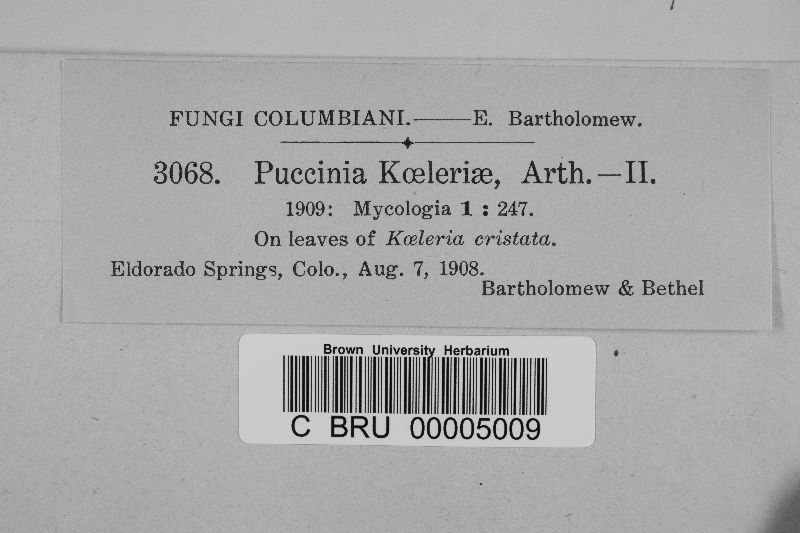 FUNGI COLUMBIANI.——E. Bartholomew.
3068. Puccinia Kœleriæ, Arth.—II.
1909: Mycologia 1 : 247.
On leaves of Kœleria cristata.
Eldorado Springs, Colo., Aug. 7, 1908.
Bartholomew & Bethel
Brown University Herbarium
C BRU 00005009